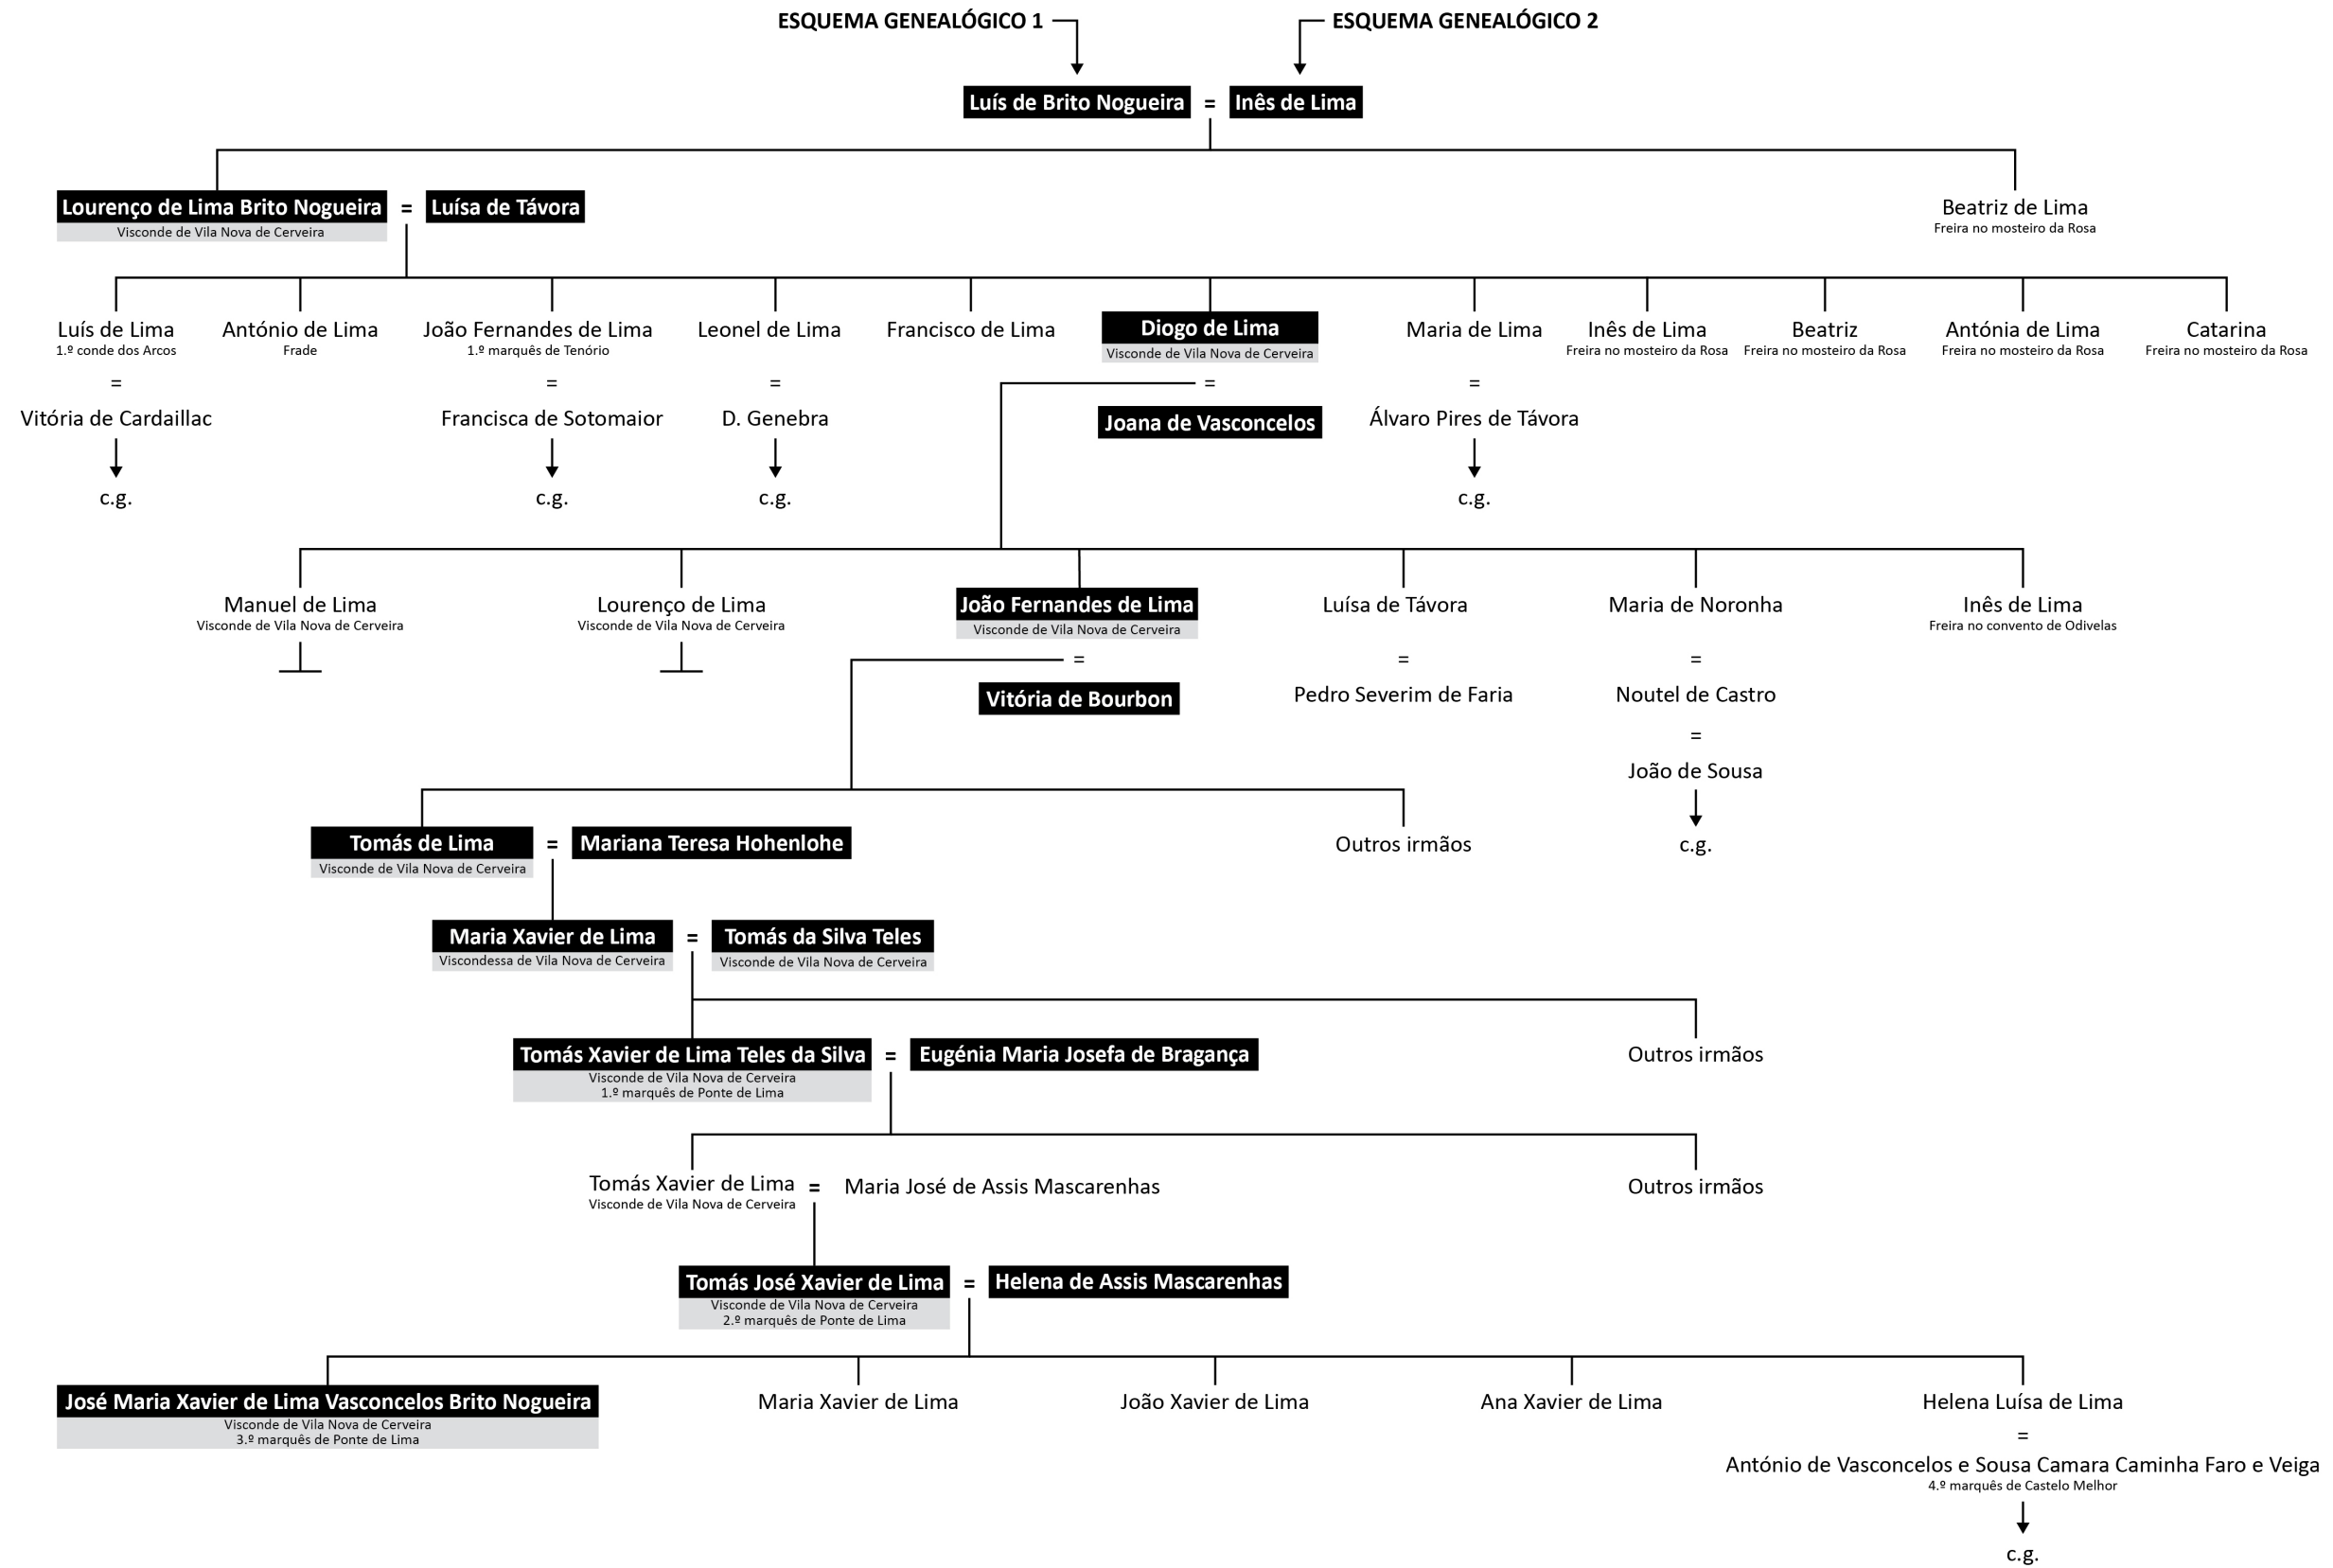 ESQUEMA GENEALÓGICO 1
ESQUEMA GENEALÓGICO 2
Luís de Brito Nogueira = Inês de Lima
Lourenço de Lima Brito Nogueira = Luísa de Távora
Visconde de Vila Nova de Cerveira
Beatriz de Lima
Freira no mosteiro da Rosa
Luís de Lima
1.º conde dos Arcos
=
Vitória de Cardaillac
c.g.
António de Lima
Frade
João Fernandes de Lima
1.º marquês de Tenório
=
Francisca de Sotomaior
c.g.
Leonel de Lima
=
D. Genebra
c.g.
Francisco de Lima
Diogo de Lima
Visconde de Vila Nova de Cerveira
=
Joana de Vasconcelos
Maria de Lima
=
Álvaro Pires de Távora
c.g.
Inês de Lima
Freira no mosteiro da Rosa
Beatriz
Freira no mosteiro da Rosa
Antónia de Lima
Freira no mosteiro da Rosa
Catarina
Freira no mosteiro da Rosa
Manuel de Lima
Visconde de Vila Nova de Cerveira
Lourenço de Lima
Visconde de Vila Nova de Cerveira
João Fernandes de Lima
Visconde de Vila Nova de Cerveira
=
Vitória de Bourbon
Luísa de Távora
=
Pedro Severim de Faria
Maria de Noronha
=
Noutel de Castro
=
João de Sousa
c.g.
Inês de Lima
Freira no convento de Odivelas
Tomás de Lima = Mariana Teresa Hohenlohe
Visconde de Vila Nova de Cerveira
Outros irmãos
Maria Xavier de Lima = Tomás da Silva Teles
Viscondessa de Vila Nova de Cerveira
Visconde de Vila Nova de Cerveira
Tomás Xavier de Lima Teles da Silva = Eugénia Maria Josefa de Bragança
Visconde de Vila Nova de Cerveira
1.º marquês de Ponte de Lima
Outros irmãos
Tomás Xavier de Lima = Maria José de Assis Mascarenhas
Visconde de Vila Nova de Cerveira
Outros irmãos
Tomás José Xavier de Lima = Helena de Assis Mascarenhas
Visconde de Vila Nova de Cerveira
2.º marquês de Ponte de Lima
José Maria Xavier de Lima Vasconcelos Brito Nogueira
Visconde de Vila Nova de Cerveira
3.º marquês de Ponte de Lima
Maria Xavier de Lima
João Xavier de Lima
Ana Xavier de Lima
Helena Luísa de Lima
=
António de Vasconcelos e Sousa Camara Caminha Faro e Veiga
4.º marquês de Castelo Melhor
c.g.